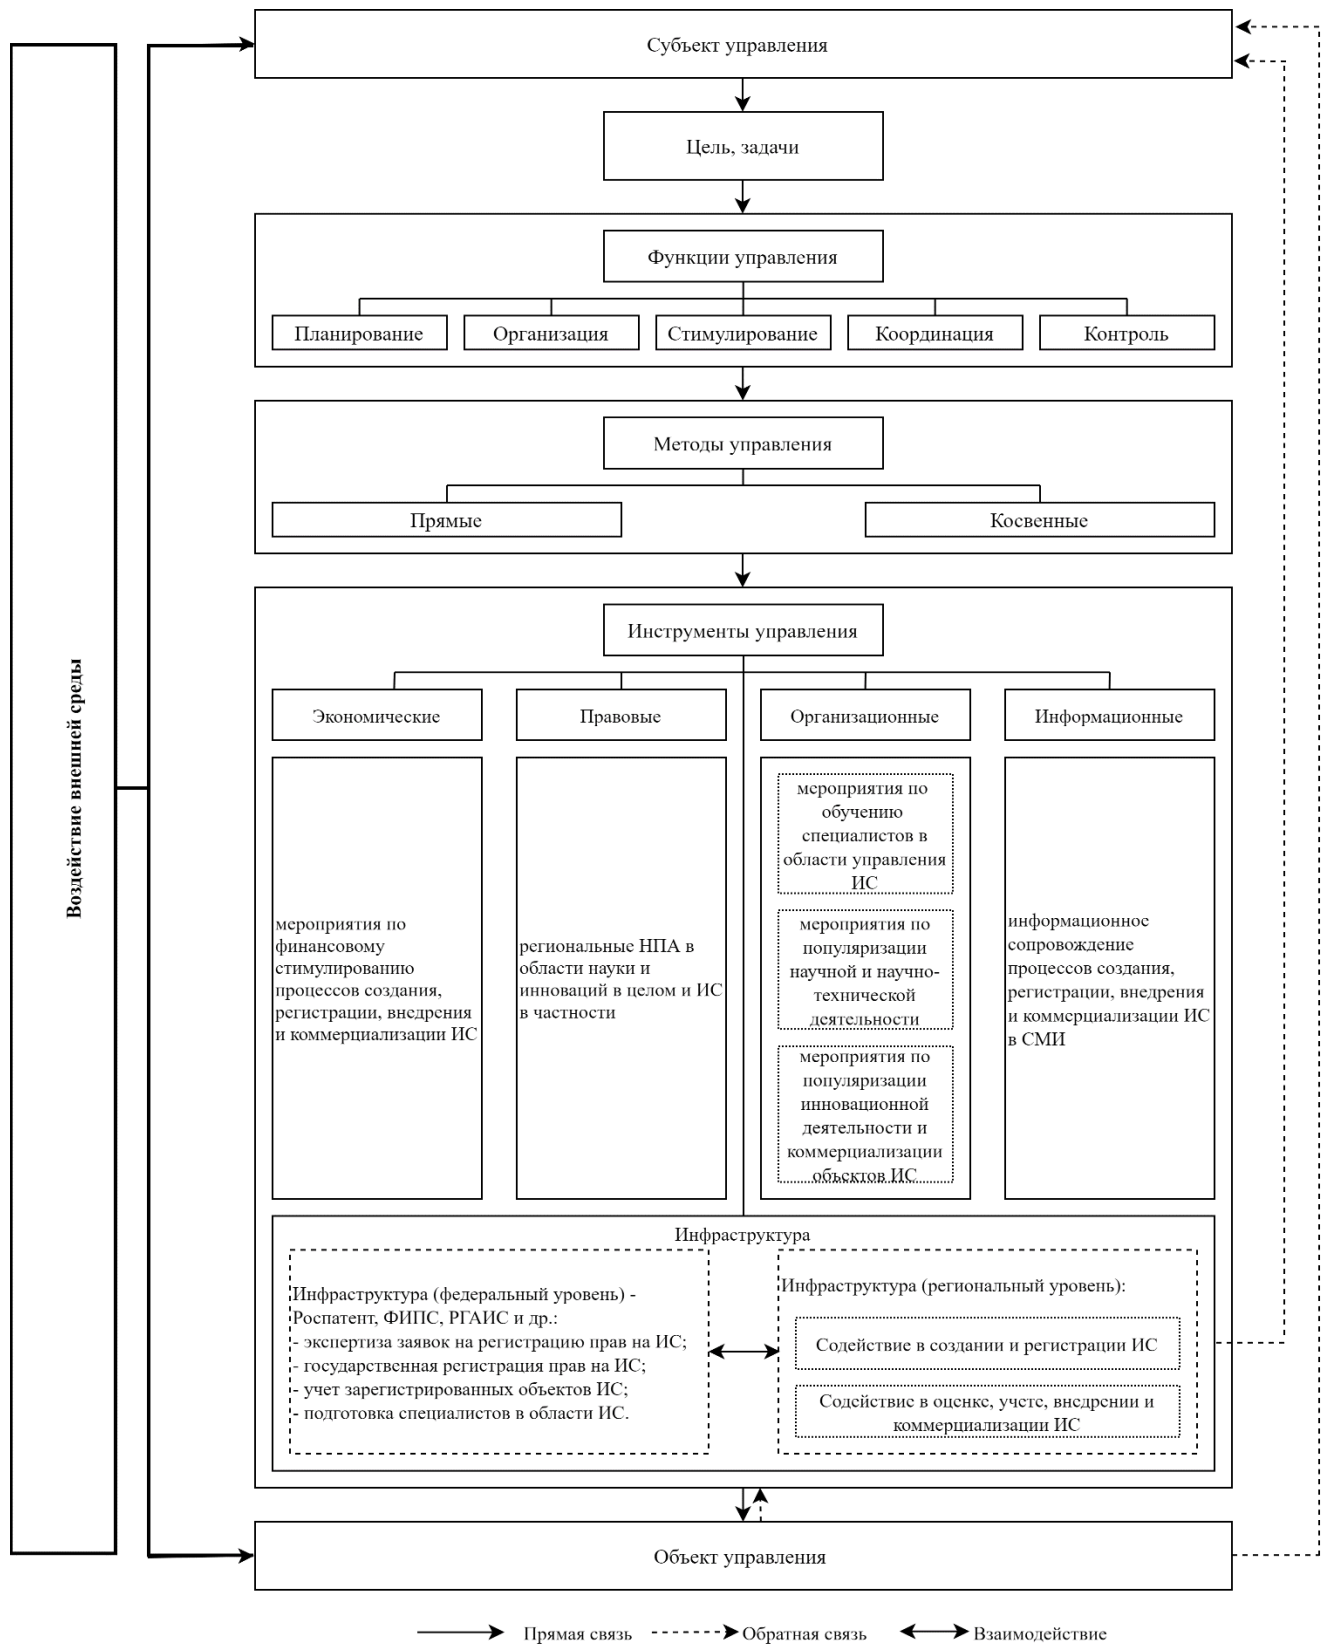 Воздействие внешней среды
Субъект управления
Цель, задачи
Функции управления
Планирование
Организация
Стимулирование
Координация
Контроль
Методы управления
Прямые
Косвенные
Инструменты управления
Экономические
Правовые
Организационные
Информационные
мероприятия по
финансовому
стимулированию
процессов создания,
регистрации, внедрения
и коммерциализации ИС
региональные НПА в
области науки и
инноваций в целом и ИС
в частности
мероприятия по
обучению
специалистов в
области управления
ИС
мероприятия по
популяризации
научной и научно-
технической
деятельности
мероприятия по
популяризации
инновационной
деятельности и
коммерциализации
объектов ИС
информационное
сопровождение
процессов создания,
регистрации, внедрения
и коммерциализации ИС
в СМИ
Инфраструктура
Инфраструктура (федеральный уровень) -
Роспатент, ФИПС, РГАИС и др.:
- экспертиза заявок на регистрацию прав на ИС;
- государственная регистрация прав на ИС;
- учет зарегистрированных объектов ИС;
- подготовка специалистов в области ИС.
Инфраструктура (региональный уровень):
Содействие в создании и регистрации ИС
Содействие в оценке, учете, внедрении и
коммерциализации ИС
Объект управления
Прямая связь
Обратная связь
Взаимодействие